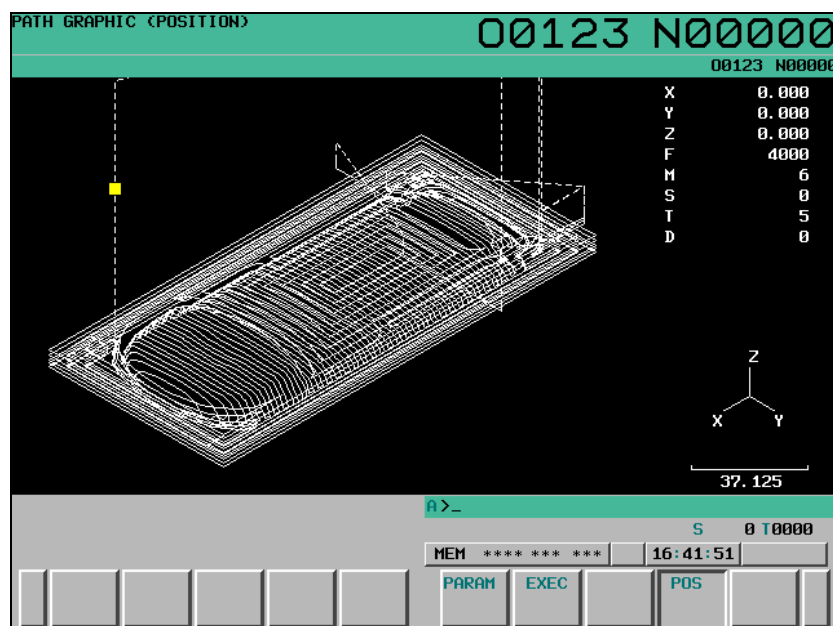 PATH GRAPHIC (POSITION)
O0123 N00000
O0123 N00000
X 0.000
Y 0.000
Z 0.000
F 4000
M 6
S 0
T 5
D 0
Z
X Y
37.125
A>_
S 0 T0000
MEM **** *** *** 16:41:51
PARAM EXEC POS